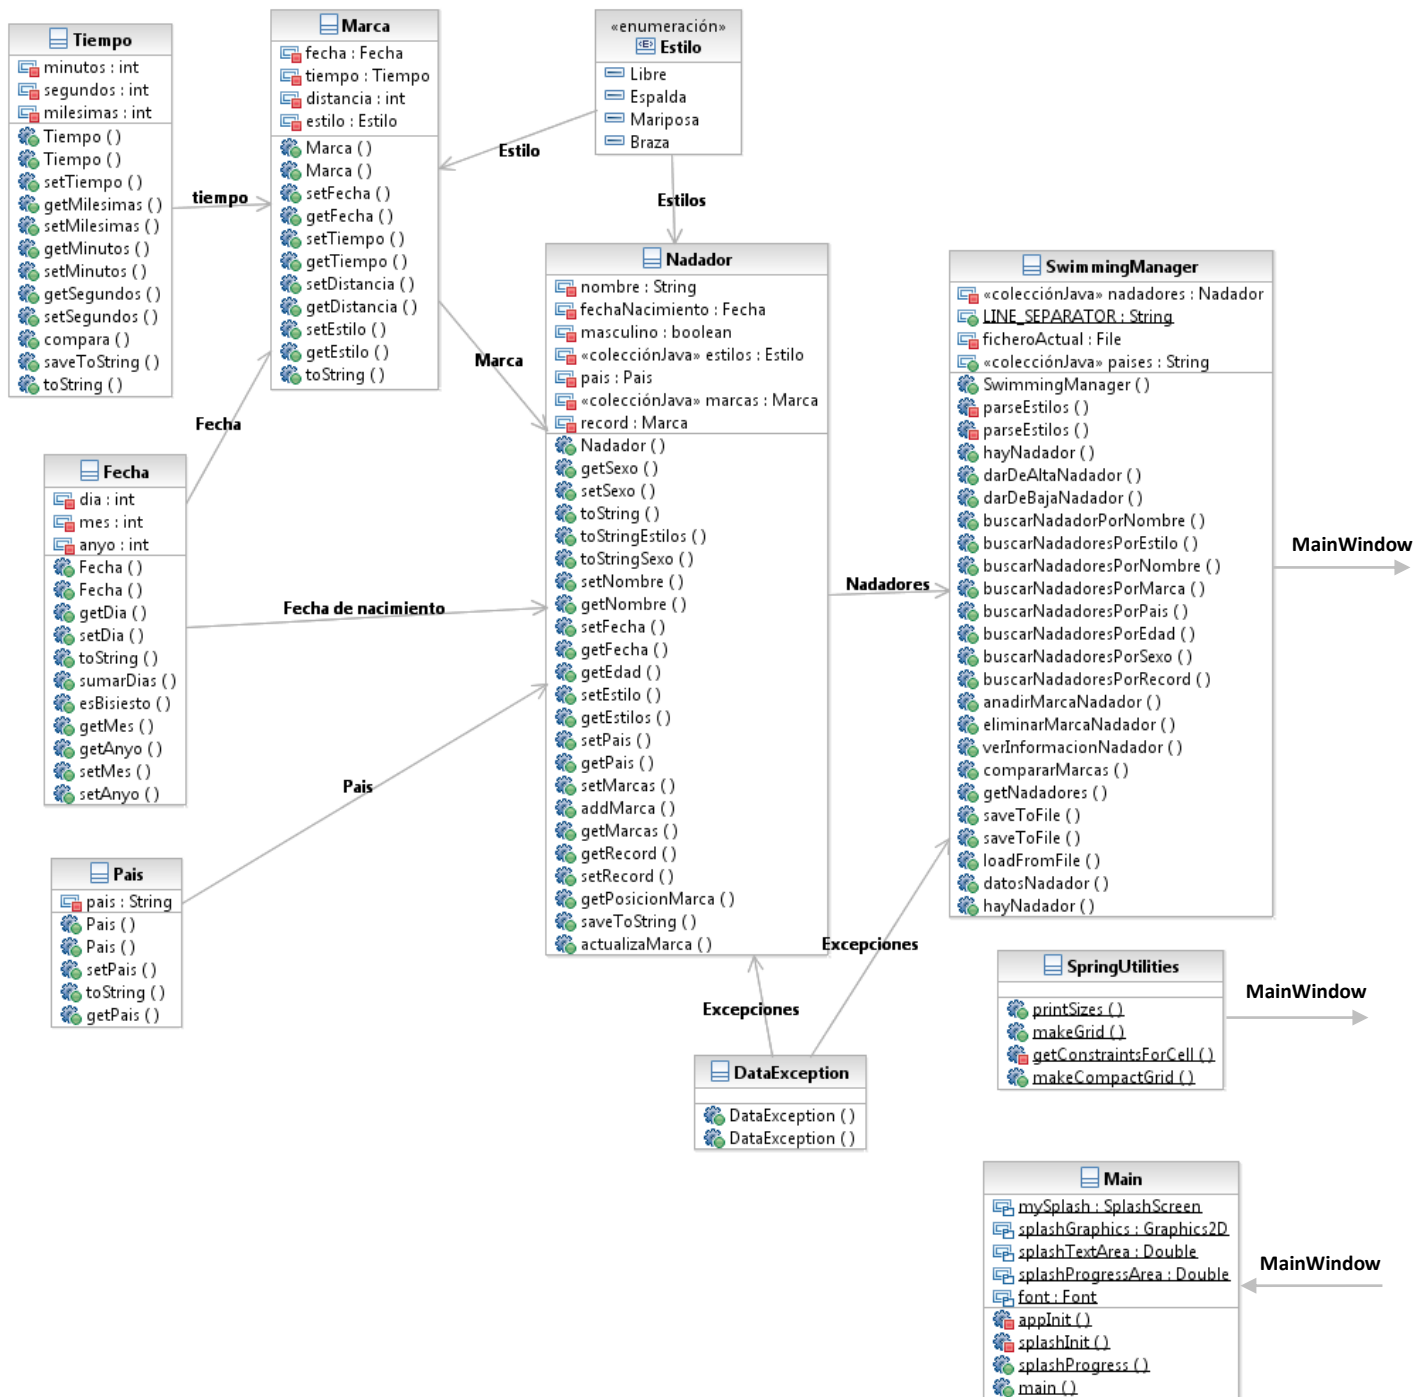 Tiempo
minutos : int
segundos : int
milesimas : int
Tiempo ( )
Tiempo ( )
setTiempo ( )
getMilesimas ( )
setMilesimas ( )
getMinutos ( )
setMinutos ( )
getSegundos ( )
setSegundos ( )
compara ( )
saveToString ( )
toString ( )
tiempo
Marca
fecha : Fecha
tiempo : Tiempo
distancia : int
estilo : Estilo
Marca ( )
Marca ( )
setFecha ( )
getFecha ( )
setTiempo ( )
getTiempo ( )
setDistancia ( )
getDistancia ( )
setEstilo ( )
getEstilo ( )
toString ( )
«enumeración»
Estilo
Libre
Espalda
Mariposa
Braza
Estilo
Estilos
Marca
Fecha
Fecha
dia : int
mes : int
anyo : int
Fecha ( )
Fecha ( )
getDia ( )
setDia ( )
toString ( )
sumarDias ( )
esBisiesto ( )
getMes ( )
getAnyo ( )
setMes ( )
setAnyo ( )
Fecha de nacimiento
Pais
Pais
pais : String
Pais ( )
Pais ( )
setPais ( )
toString ( )
getPais ( )
Nadador
nombre : String
fechaNacimiento : Fecha
masculino : boolean
«colecciónJava» estilos : Estilo
pais : Pais
«colecciónJava» marcas : Marca
record : Marca
Nadador ( )
getSexo ( )
setSexo ( )
toString ( )
toStringEstilos ( )
toStringSexo ( )
setNombre ( )
getNombre ( )
setFecha ( )
getFecha ( )
getEdad ( )
setEstilo ( )
getEstilos ( )
setPais ( )
getPais ( )
setMarcas ( )
addMarca ( )
getMarcas ( )
getRecord ( )
setRecord ( )
getPosicionMarca ( )
saveToString ( )
actualizaMarca ( )
Nadadores
SwimmingManager
«colecciónJava» nadadores : Nadador
LINE_SEPARATOR : String
ficheroActual : File
«colecciónJava» paises : String
SwimmingManager ( )
parseEstilos ( )
parseEstilos ( )
hayNadador ( )
darDeAltaNadador ( )
darDeBajaNadador ( )
buscarNadadorPorNombre ( )
buscarNadadoresPorEstilo ( )
buscarNadadoresPorNombre ( )
buscarNadadoresPorMarca ( )
buscarNadadoresPorPais ( )
buscarNadadoresPorEdad ( )
buscarNadadoresPorSexo ( )
buscarNadadoresPorRecord ( )
anadirMarcaNadador ( )
eliminarMarcaNadador ( )
verInformacionNadador ( )
compararMarcas ( )
getNadadores ( )
saveToFile ( )
saveToFile ( )
loadFromFile ( )
datosNadador ( )
hayNadador ( )
MainWindow
Excepciones
Excepciones
DataException
DataException ( )
DataException ( )
SpringUtilities
printSizes ( )
makeGrid ( )
getConstraintsForCell ( )
makeCompactGrid ( )
MainWindow
Main
mySplash : SplashScreen
splashGraphics : Graphics2D
splashTextArea : Double
splashProgressArea : Double
font : Font
appInit ( )
splashInit ( )
splashProgress ( )
main ( )
MainWindow